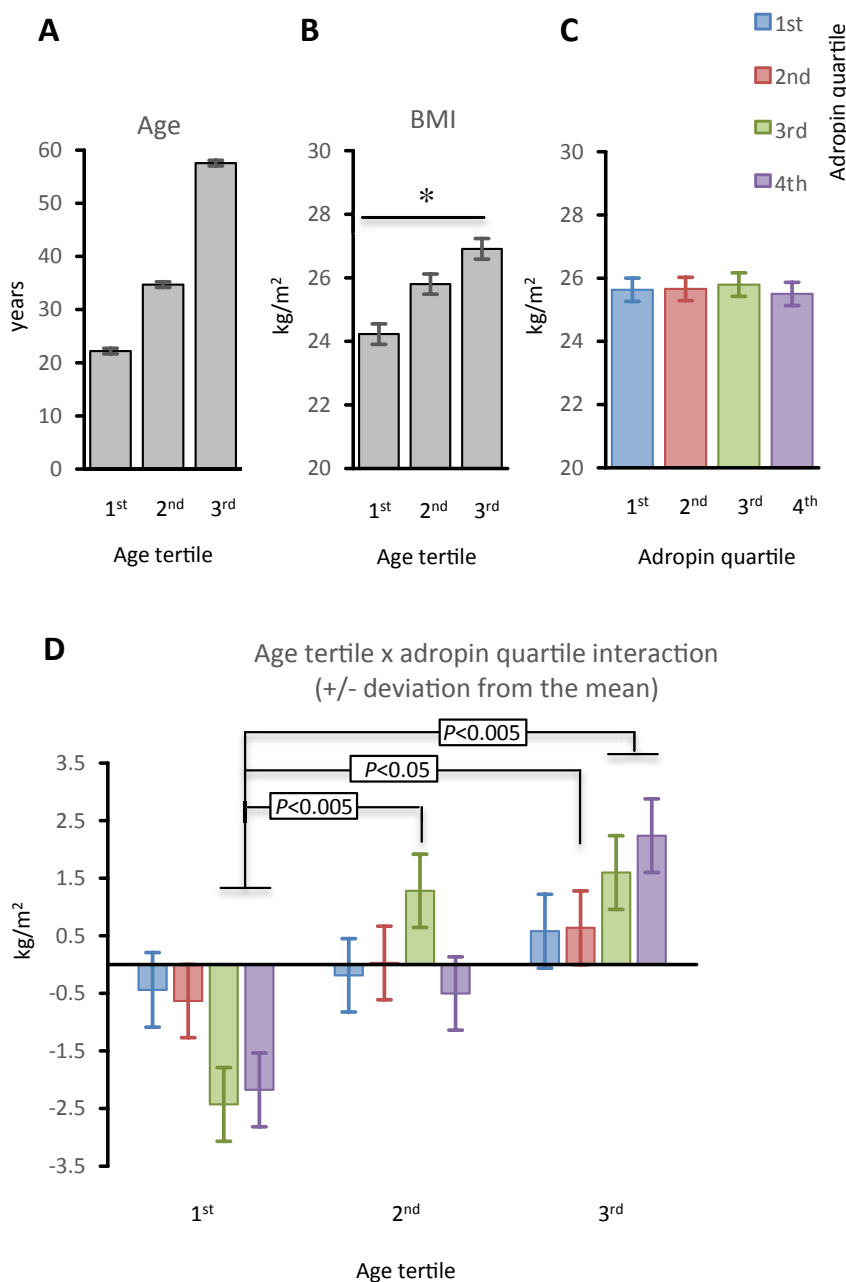 A
B
C
1st
2nd
3rd
4th
Adropin quartile
Age
60
50
40
30
20
10
0
years
1st 2nd 3rd
Age tertile
BMI
30
28
26
24
22
20
kg/m²
*
1st 2nd 3rd
Age tertile
30
28
26
24
22
20
kg/m²
1st 2nd 3rd 4th
Adropin quartile
D
Age tertile x adropin quartile interaction
(+/- deviation from the mean)
P<0.005
P<0.05
P<0.005
3.5
2.5
1.5
0.5
-0.5
-1.5
-2.5
-3.5
kg/m²
1st 2nd 3rd
Age tertile